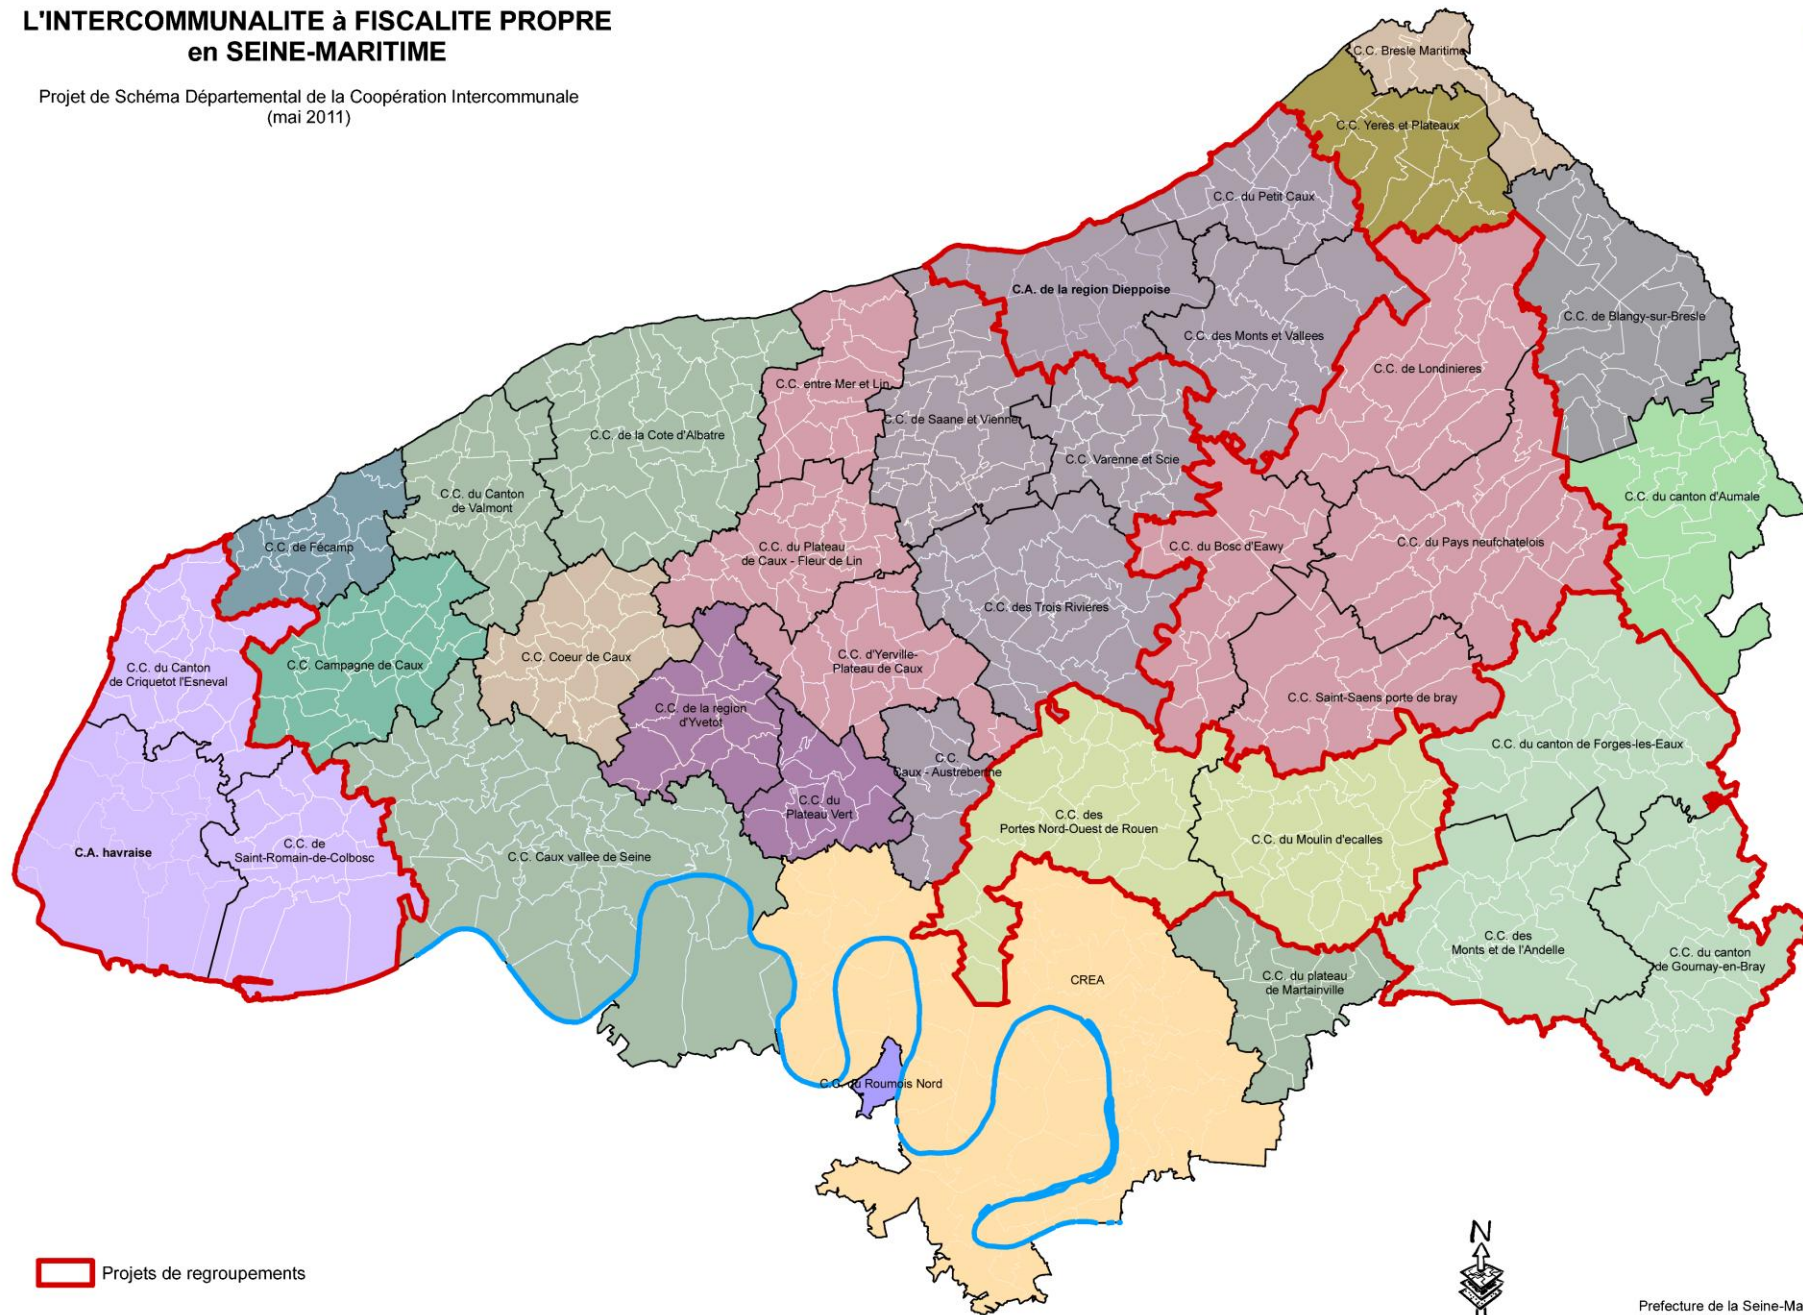 L'INTERCOMMUNALITE à FISCALITE PROPRE
en SEINE-MARITIME
Projet de Schéma Départemental de la Coopération Intercommunale
(mai 2011)
C.C. Bresle Maritime
C.C. Yeres et Plateaux
C.C. du Petit Caux
C.A. de la region Dieppoise
C.C. des Monts et Vallees
C.C. de Blangy-sur-Bresle
C.C. de Londinieres
C.C. entre Mer et Lin
C.C. de Saane et Vienne
C.C. de la Cote d'Albatre
C.C. Varenne et Scie
C.C. du Canton
de Valmont
C.C. du canton d'Aumale
C.C. de Fécamp
C.C. du Plateau
de Caux - Fleur de Lin
C.C. du Bosc d'Eawy
C.C. du Pays neufchatelois
C.C. des Trois Rivieres
C.C. du Canton
de Criquetot l'Esneval
C.C. Campagne de Caux
C.C. Coeur de Caux
C.C. d'Yerville-
Plateau de Caux
C.C. Saint-Saens porte de bray
C.C. de la region
d'Yvetot
C.C. du canton de Forges-les-Eaux
C.C.
Caux - Austreberthe
C.C. du
Plateau Vert
C.C. des
Portes Nord-Ouest de Rouen
C.C. du Moulin d'ecalles
C.A. havraise
C.C. de
Saint-Romain-de-Colbosc
C.C. Caux vallee de Seine
C.C. des
Monts et de l'Andelle
C.C. du canton
de Gournay-en-Bray
CREA
C.C. du plateau
de Martainville
C.C. du Roumois Nord
N
Projets de regroupements
Prefecture de la Seine-Ma